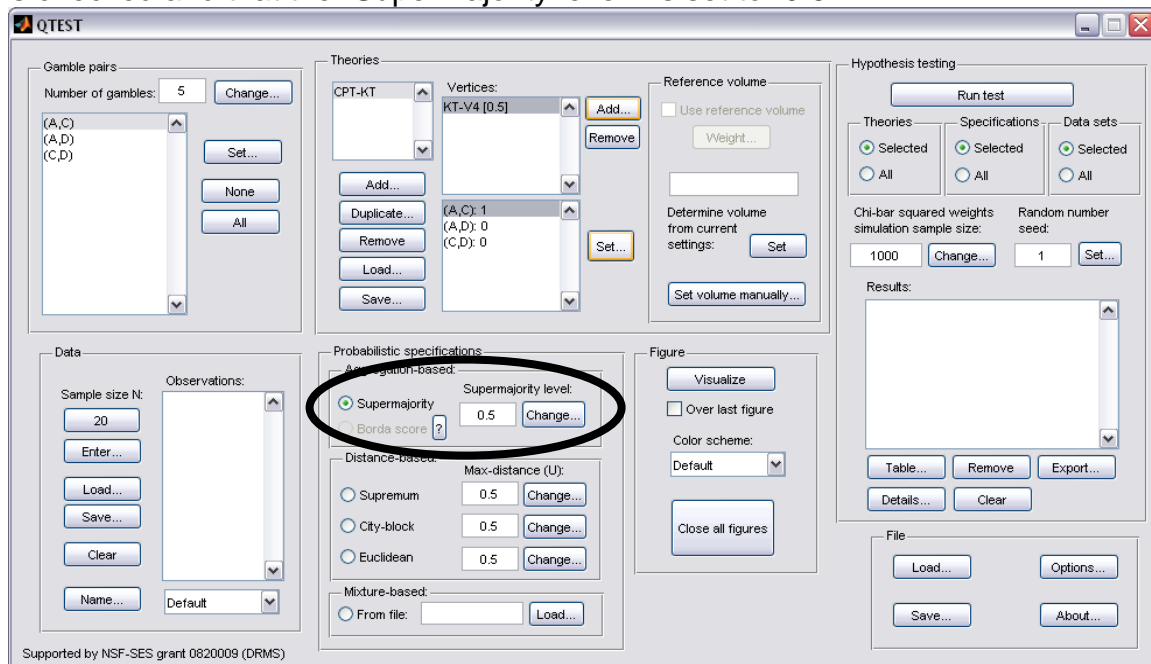 QTEST
Gamble pairs
Number of gambles: 5 Change...
(A,C)
(A,D)
(C,D)
Set...
None
All
Theories
CPT-KT
Vertices:
KT-V4 [0.5]
Add...
Remove
Add...
Duplicate...
Remove
Load...
Save...
(A,C): 1
(A,D): 0
(C,D): 0
Set...
Reference volume
Use reference volume
Weight...
Determine volume
from current
settings: Set
Set volume manually...
Hypothesis testing
Run test
Theories
Selected
All
Specifications
Selected
All
Data sets
Selected
All
Chi-bar squared weights
simulation sample size:
1000 Change...
Random number
seed:
1 Set...
Results:
Table... Remove Export...
Details... Clear
Data
Sample size N:
20
Enter...
Load...
Save...
Clear
Name... Default
Observations:
Probabilistic specifications
Aggregation-based:
Supermajority
Borda score ?
Supermajority level:
0.5 Change...
Distance-based:
Max-distance (U):
Supremum 0.5 Change...
City-block 0.5 Change...
Euclidean 0.5 Change...
Mixture-based:
From file: Load...
Figure
Visualize
Over last figure
Color scheme:
Default
Close all figures
File
Load... Options...
Save... About...
Supported by NSF-SES grant 0820009 (DRMS)